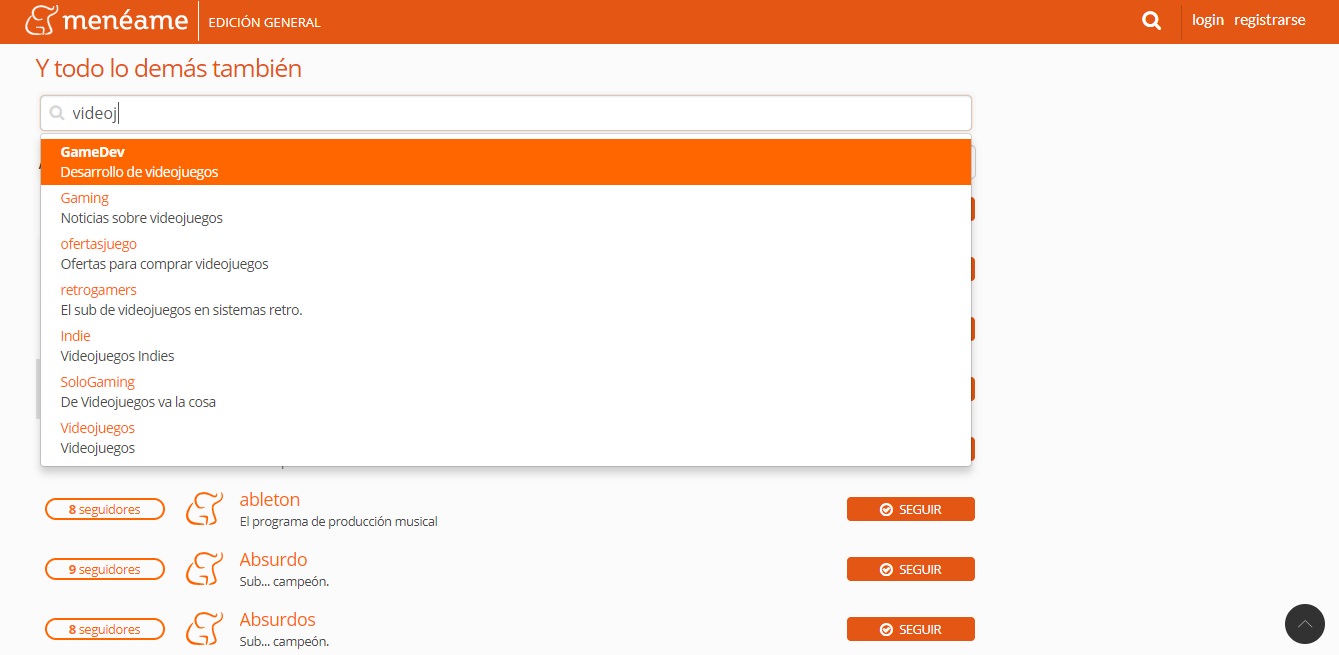 menéame EDICIÓN GENERAL login registrarse
Y todo lo demás también
videoj
GameDev
Desarrollo de videojuegos
Gaming
Noticias sobre videojuegos
ofertasjuego
Ofertas para comprar videojuegos
retrogamers
El sub de videojuegos en sistemas retro.
Indie
Videojuegos Indies
SoloGaming
De Videojuegos va la cosa
Videojuegos
Videojuegos
8 seguidores ableton SEGUIR
El programa de producción musical
9 seguidores Absurdo SEGUIR
Sub... campeón.
8 seguidores Absurdos SEGUIR
Sub... campeón.